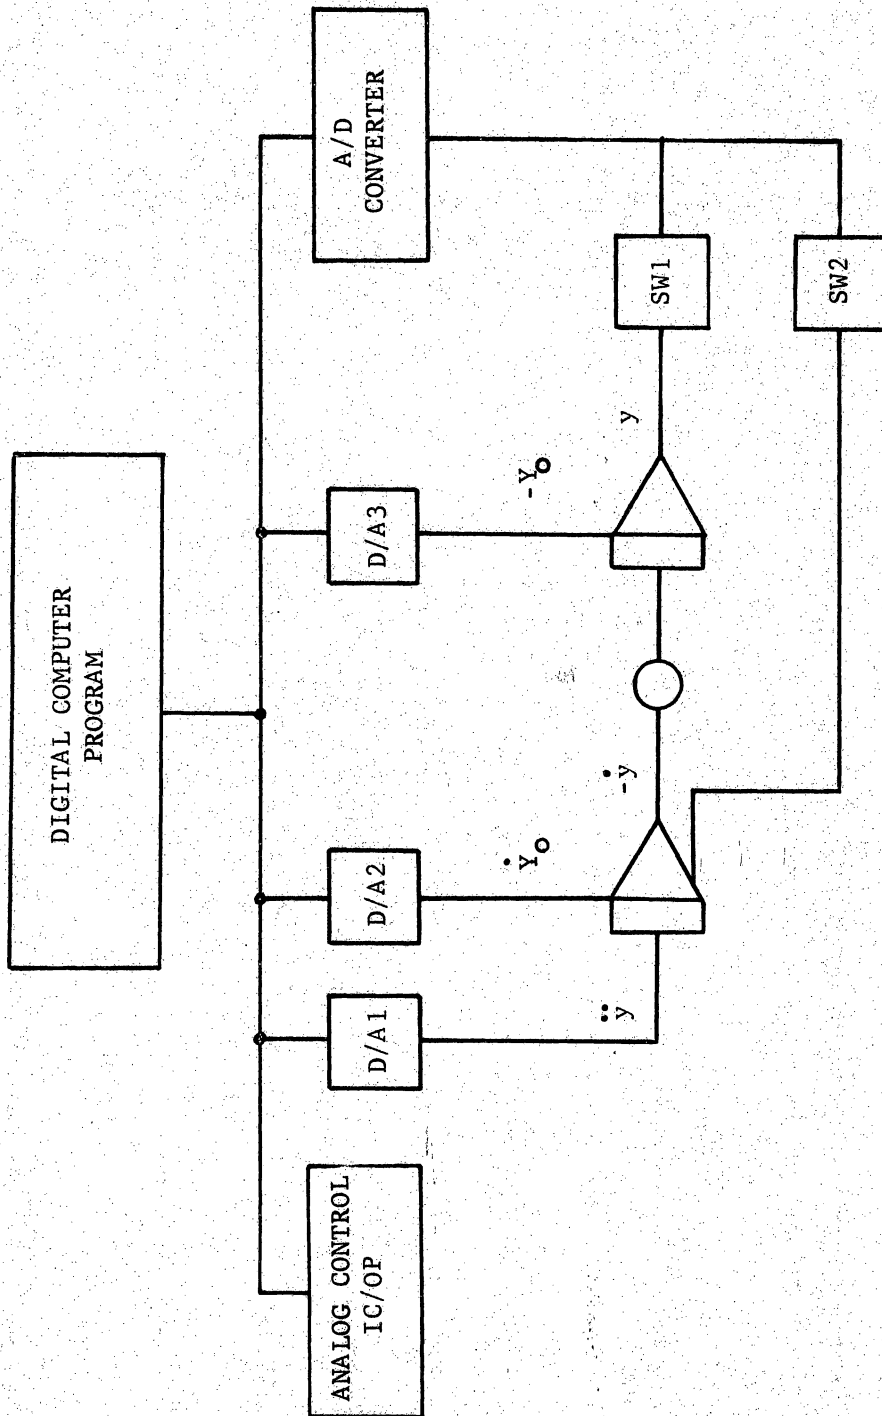 DIGITAL COMPUTER
PROGRAM
ANALOG CONTROL
IC/OP
D/A1
D/A2
D/A3
A/D
CONVERTER
ÿ
Ẏo
-ẏ
-Yo
y
SW1
SW2